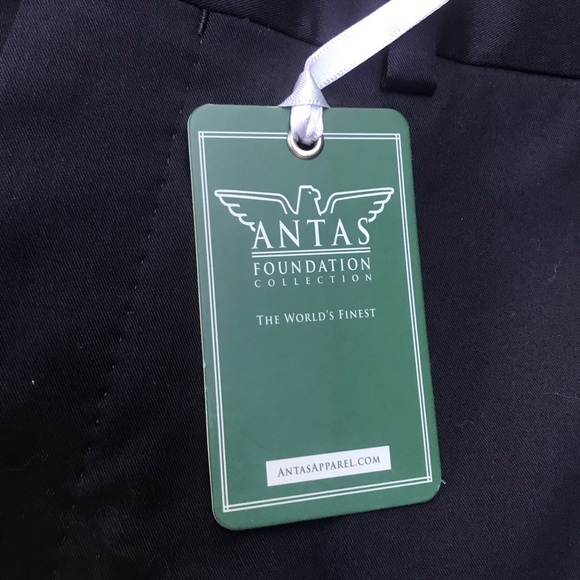 ANTAS
FOUNDATION
COLLECTION
THE WORLD'S FINEST
ANTASAPPAREL.COM